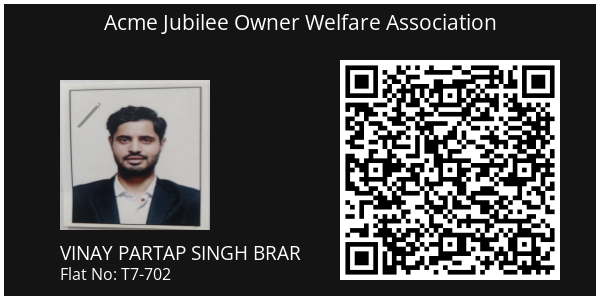 Acme Jubilee Owner Welfare Association
VINAY PARTAP SINGH BRAR
Flat No: T7-702